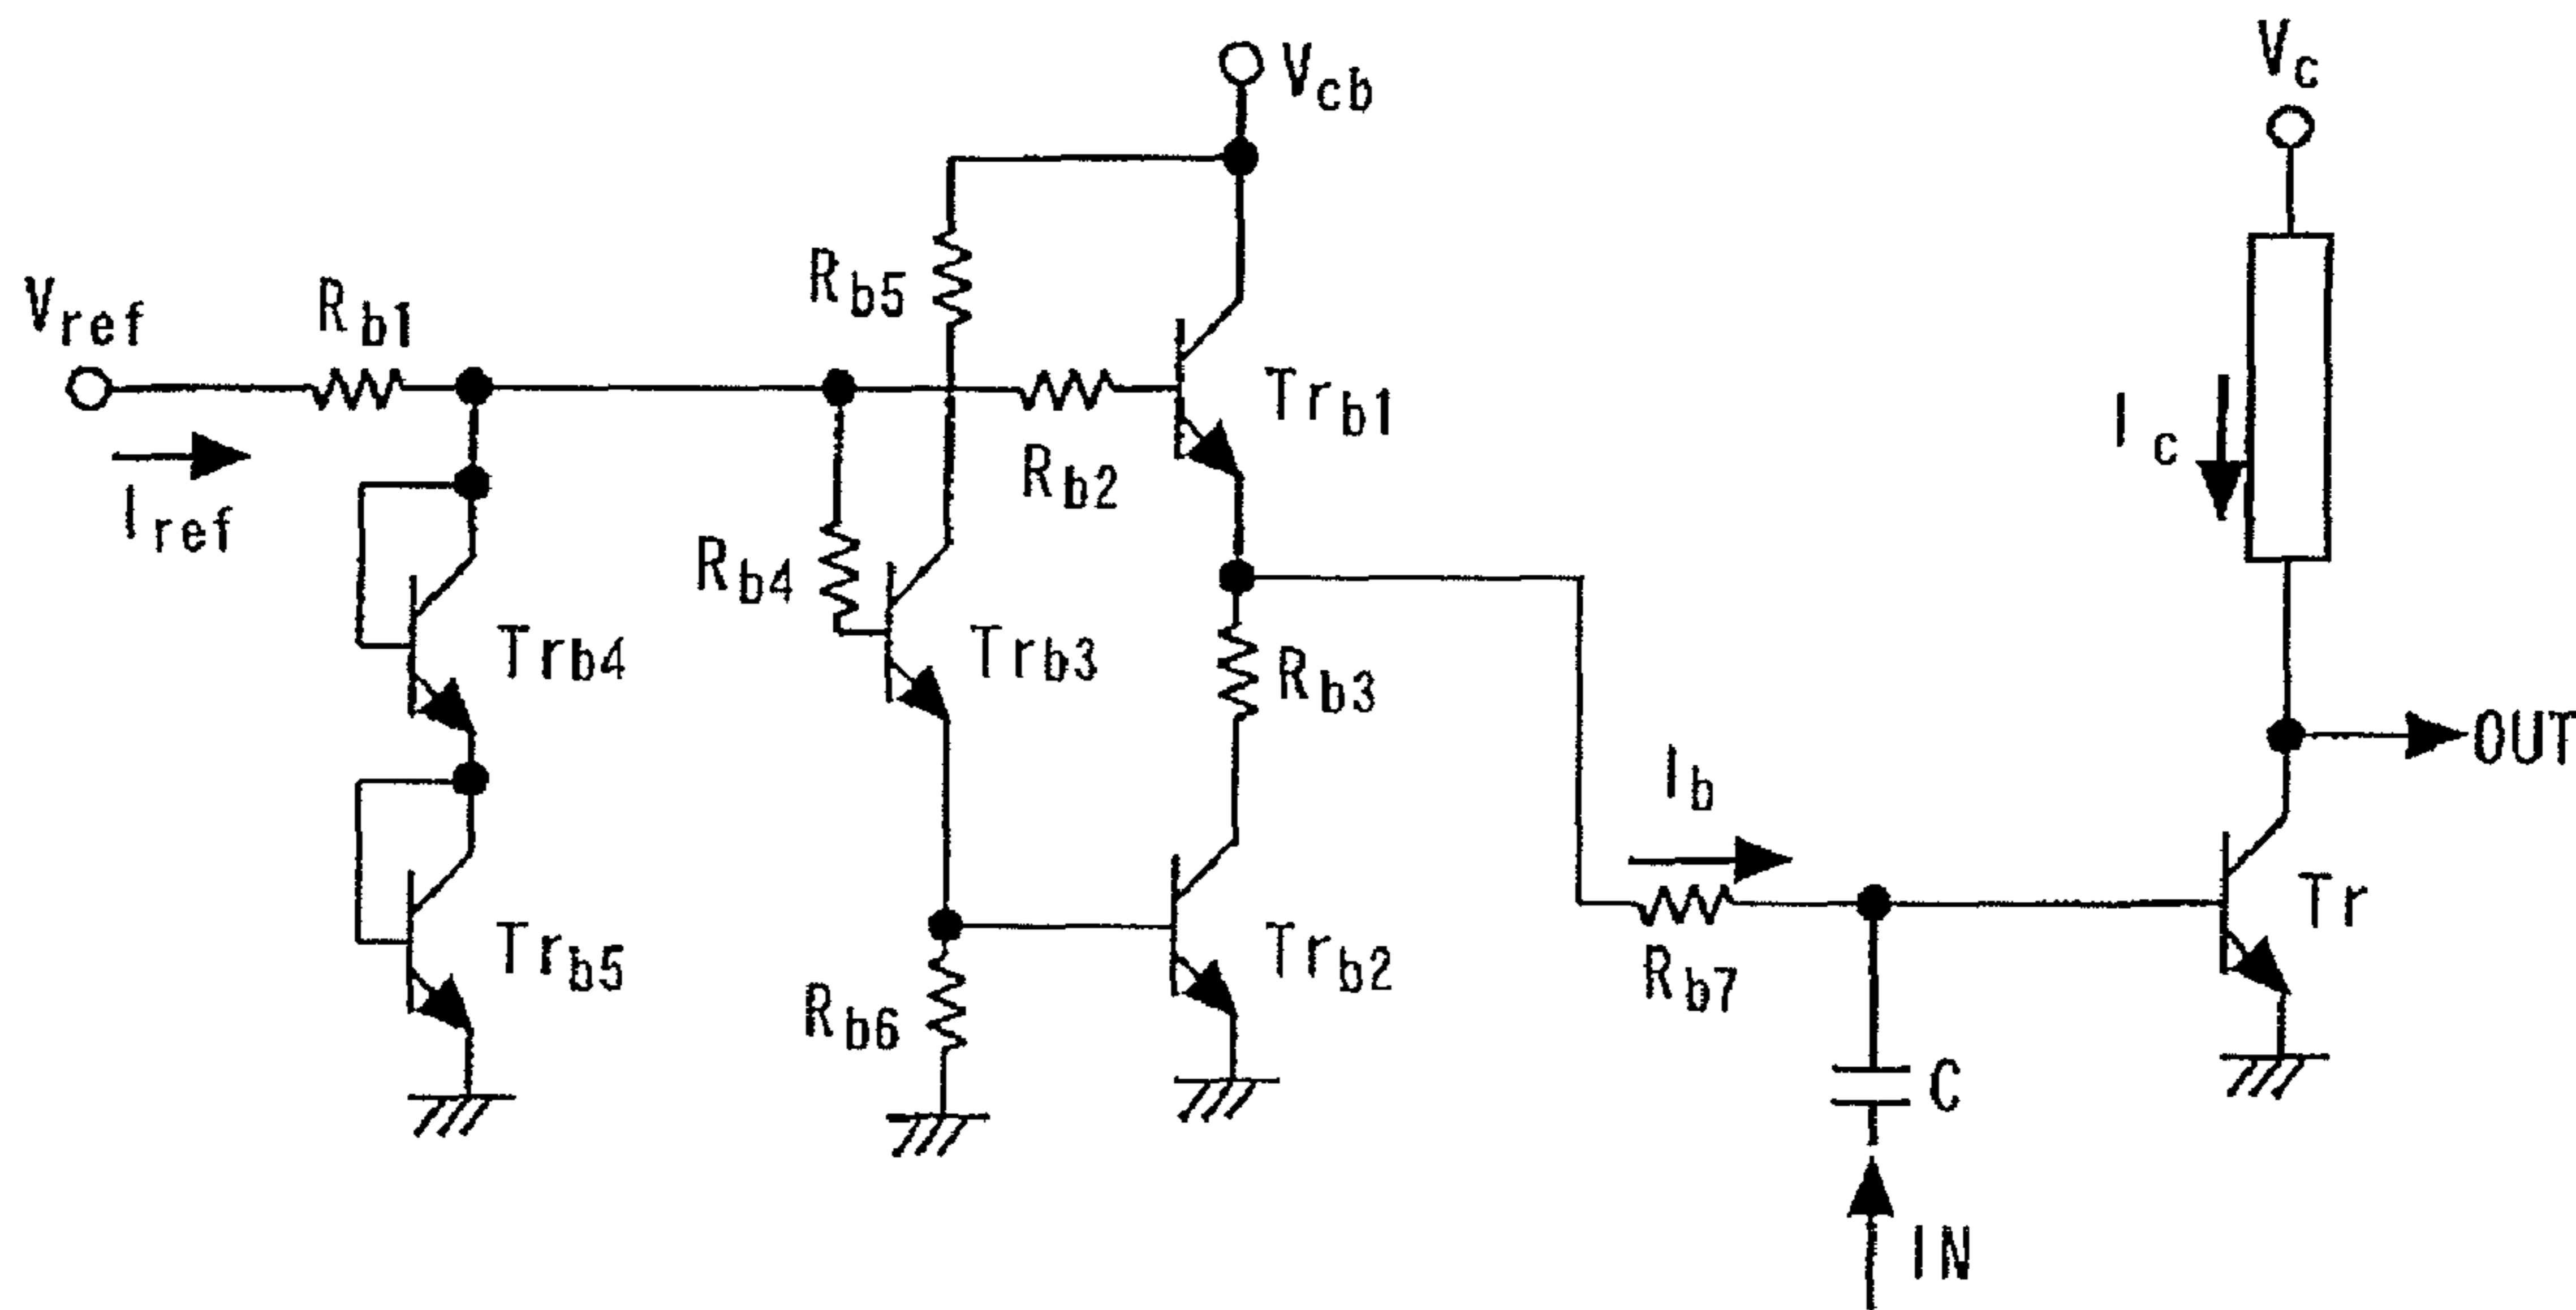 Vc
Vcb
Vref
Rb1
Rb5
Trb1
Ic
Rb2
Iref
Rb4
Trb4
Trb3
Rb3
OUT
Ib
Tr
Trb5
Trb2
Rb7
Rb6
C
IN